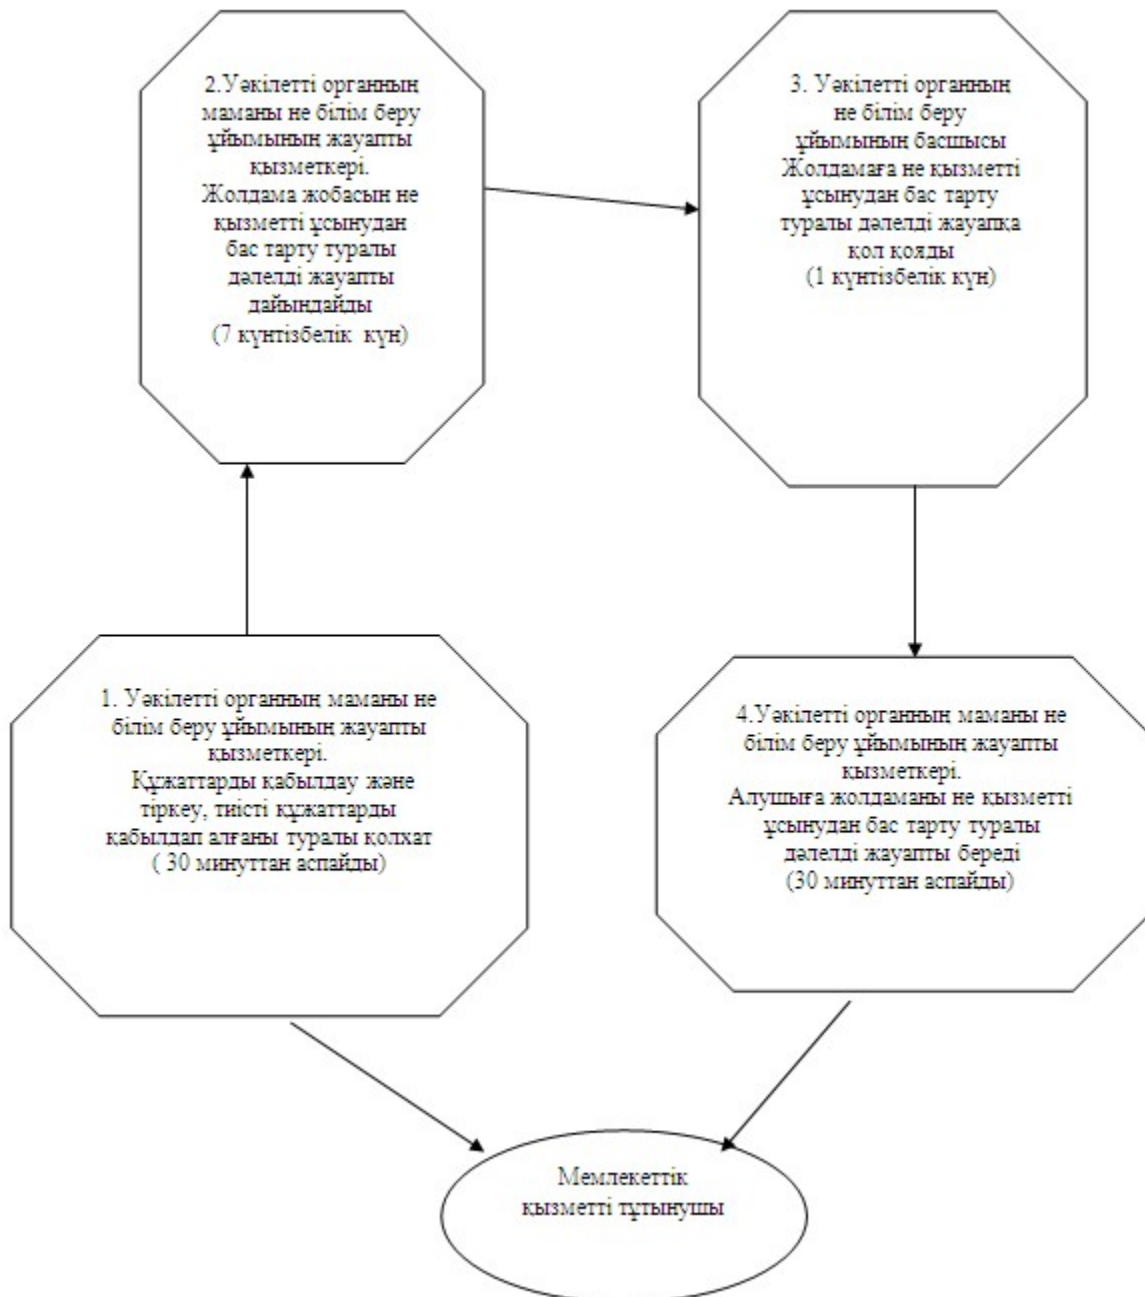 2.Уәкілетті органның
маманы не білім беру
ұйымының жауапты
қызметкері.
Жолдама жобасын не
қызметті ұсынудан
бас тарту туралы
дәлелді жауапты
дайындайды
(7 күнтізбелік күн)
3. Уәкілетті органның
не білім беру
ұйымының басшысы
Жолдамаға не қызметті
ұсынудан бас тарту
туралы дәлелді жауапқа
қол қояды
(1 күнтізбелік күн)
1. Уәкілетті органның маманы не
білім беру ұйымының жауапты
қызметкері.
Құжаттарды қабылдау және
тіркеу, тиісті құжаттарды
қабылдап алғаны туралы қолхат
( 30 минуттан аспайды)
4.Уәкілетті органның маманы не
білім беру ұйымының жауапты
қызметкері.
Алушыға жолдаманы не қызметті
ұсынудан бас тарту туралы
дәлелді жауапты береді
(30 минуттан аспайды)
Мемлекеттік
қызметті тұтынушы